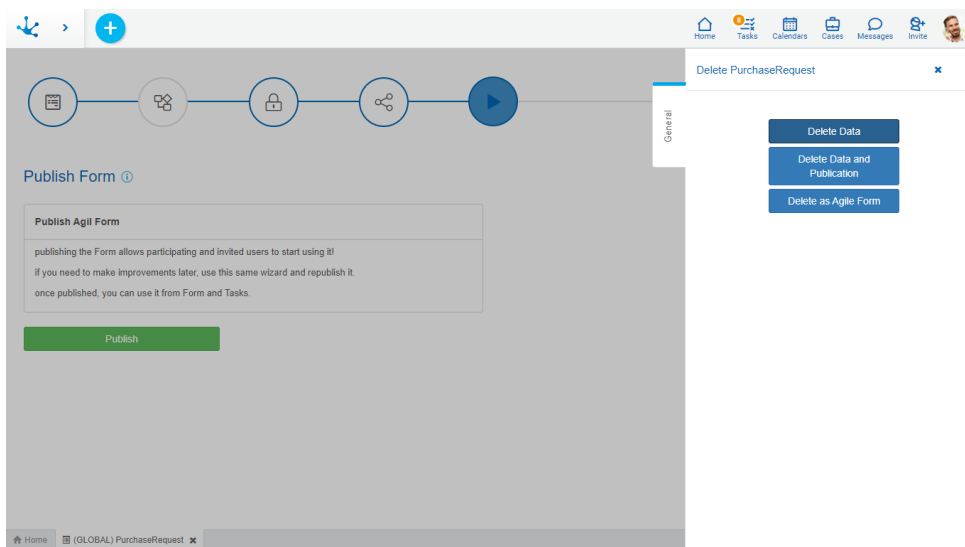 Home
Tasks
Calendars
Cases
Messages
Invite
8
Delete PurchaseRequest
General
Delete Data
Delete Data and
Publication
Delete as Agile Form
Publish Form
Publish Agil Form
publishing the Form allows participating and invited users to start using it!
if you need to make improvements later, use this same wizard and republish it.
once published, you can use it from Form and Tasks.
Publish
Home
(GLOBAL) PurchaseRequest